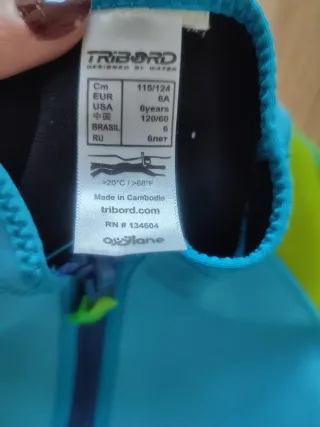 TRIBORD
DESIGNED BY WATER
Cm 115/124
EUR 6A
USA 6years
中国 120/60
BRASIL 6
RU 6лет
>20°C / >68°F
Made in Cambodia
tribord.com
RN # 134604
oxylane